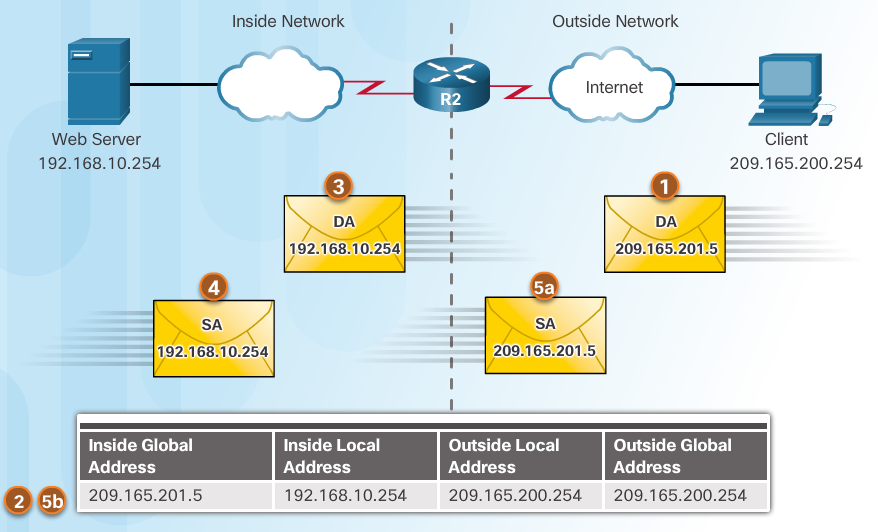 Inside Network
Outside Network
R2
Internet
Web Server
192.168.10.254
Client
209.165.200.254
3
DA
192.168.10.254
1
DA
209.165.201.5
4
SA
192.168.10.254
5a
SA
209.165.201.5
Inside Global Address
Inside Local Address
Outside Local Address
Outside Global Address
2 5b
209.165.201.5
192.168.10.254
209.165.200.254
209.165.200.254